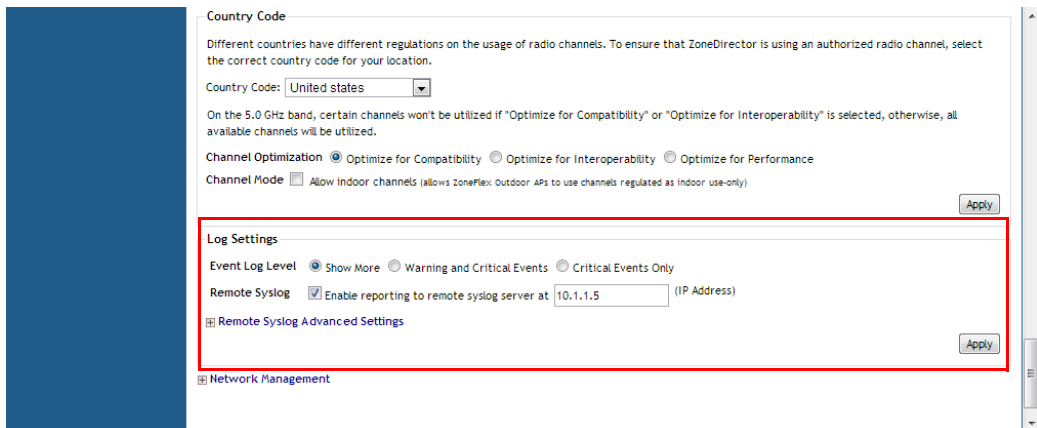 Country Code
Different countries have different regulations on the usage of radio channels. To ensure that ZoneDirector is using an authorized radio channel, select
the correct country code for your location.
Country Code: United states
On the 5.0 GHz band, certain channels won't be utilized if "Optimize for Compatibility" or "Optimize for Interoperability" is selected, otherwise, all
available channels will be utilized.
Channel Optimization Optimize for Compatibility Optimize for Interoperability Optimize for Performance
Channel Mode Allow indoor channels (allows ZoneFlex Outdoor APs to use channels regulated as indoor use-only)
Apply
Log Settings
Event Log Level Show More Warning and Critical Events Critical Events Only
Remote Syslog Enable reporting to remote syslog server at 10.1.1.5 (IP Address)
Remote Syslog Advanced Settings
Apply
Network Management